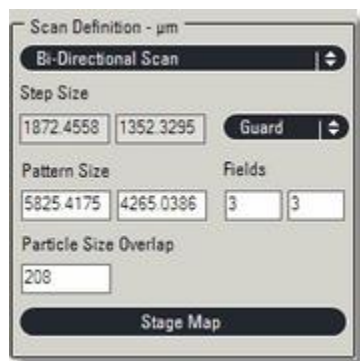 Scan Definition - µm
Bi-Directional Scan
Step Size
1872.4558 1352.3295 Guard
Pattern Size Fields
5825.4175 4265.0386 3 3
Particle Size Overlap
208
Stage Map